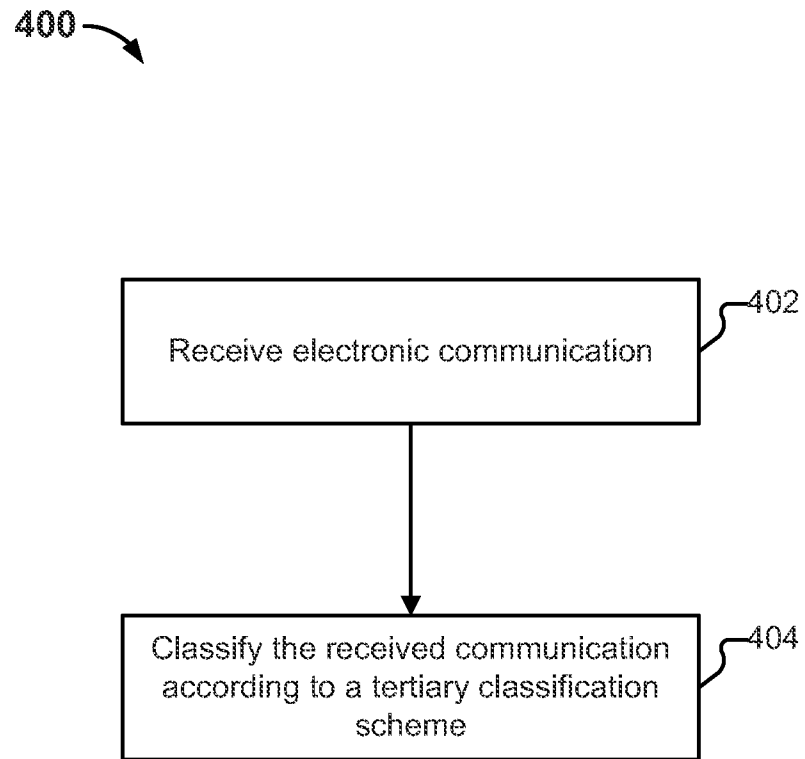 400
Receive electronic communication
402
Classify the received communication
according to a tertiary classification
scheme
404